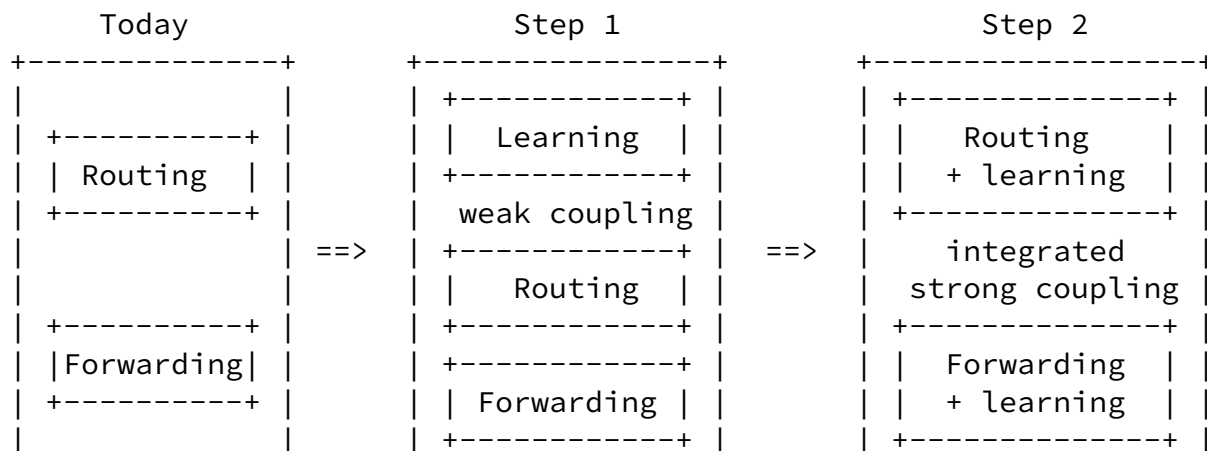 Today                  Step 1                     Step 2
+--------------+      +----------------+       +------------------+
|              |      | +------------+ |       | +--------------+ |
| +----------+ |      | |  Learning  | |       | |   Routing    | |
| | Routing  | |      | +------------+ |       | |  + learning  | |
| +----------+ |      |  weak coupling |       | +--------------+ |
|              | ==>  | +------------+ |  ==>  |    integrated    |
|              |      | |   Routing  | |       |  strong coupling |
| +----------+ |      | +------------+ |       | +--------------+ |
| |Forwarding| |      | +------------+ |       | |  Forwarding  | |
| +----------+ |      | | Forwarding | |       | |  + learning  | |
|              |      | +------------+ |       | +--------------+ |